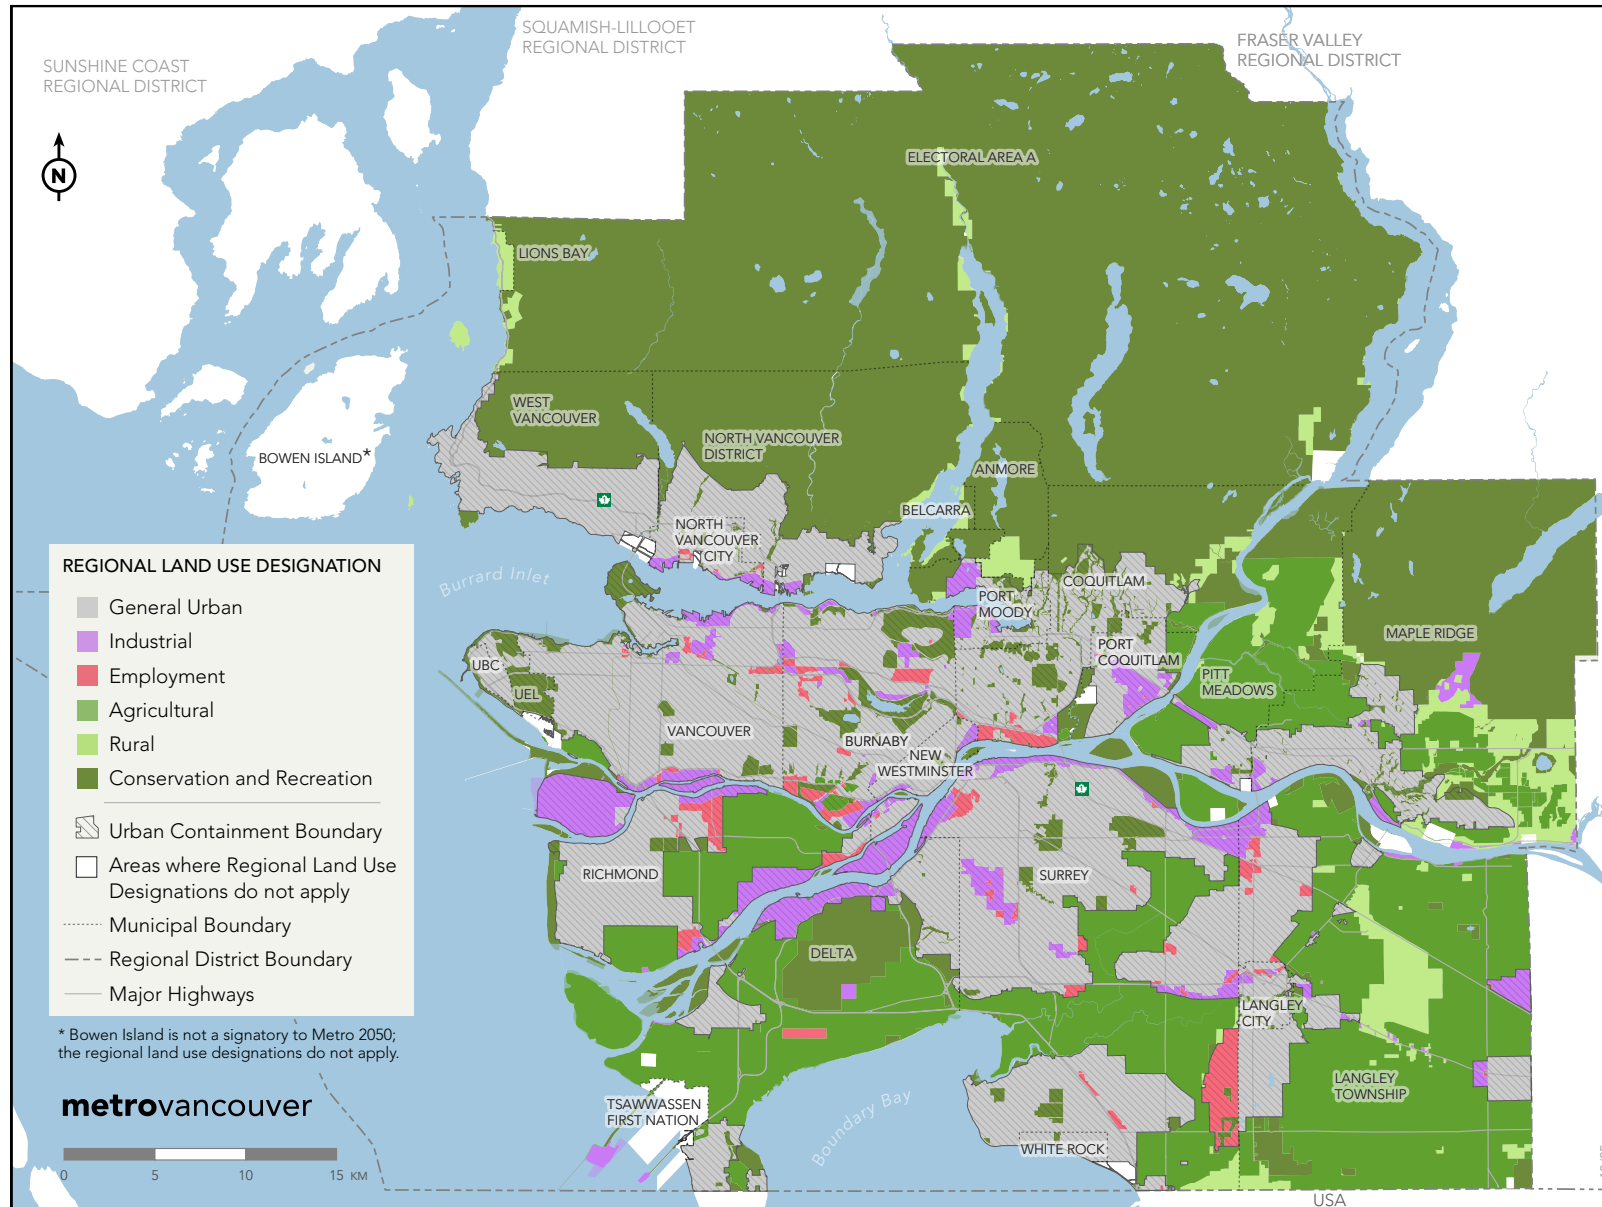 SUNSHINE COAST
REGIONAL DISTRICT
SQUAMISH-LILLOOET
REGIONAL DISTRICT
FRASER VALLEY
REGIONAL DISTRICT
N
ELECTORAL AREA A
LIONS BAY
WEST
VANCOUVER
NORTH VANCOUVER
DISTRICT
BOWEN ISLAND*
ANMORE
BELCARRA
1
NORTH
VANCOUVER
CITY
Burrard Inlet
COQUITLAM
PORT
MOODY
PORT
COQUITLAM
MAPLE RIDGE
PITT
MEADOWS
UBC
UEL
VANCOUVER
BURNABY
NEW
WESTMINSTER
1
RICHMOND
SURREY
DELTA
LANGLEY
CITY
LANGLEY
TOWNSHIP
TSAWWASSEN
FIRST NATION
Boundary Bay
WHITE ROCK
USA
REGIONAL LAND USE DESIGNATION
General Urban
Industrial
Employment
Agricultural
Rural
Conservation and Recreation
Urban Containment Boundary
Areas where Regional Land Use
Designations do not apply
Municipal Boundary
Regional District Boundary
Major Highways
* Bowen Island is not a signatory to Metro 2050;
the regional land use designations do not apply.
metrovancouver
0 5 10 15 KM